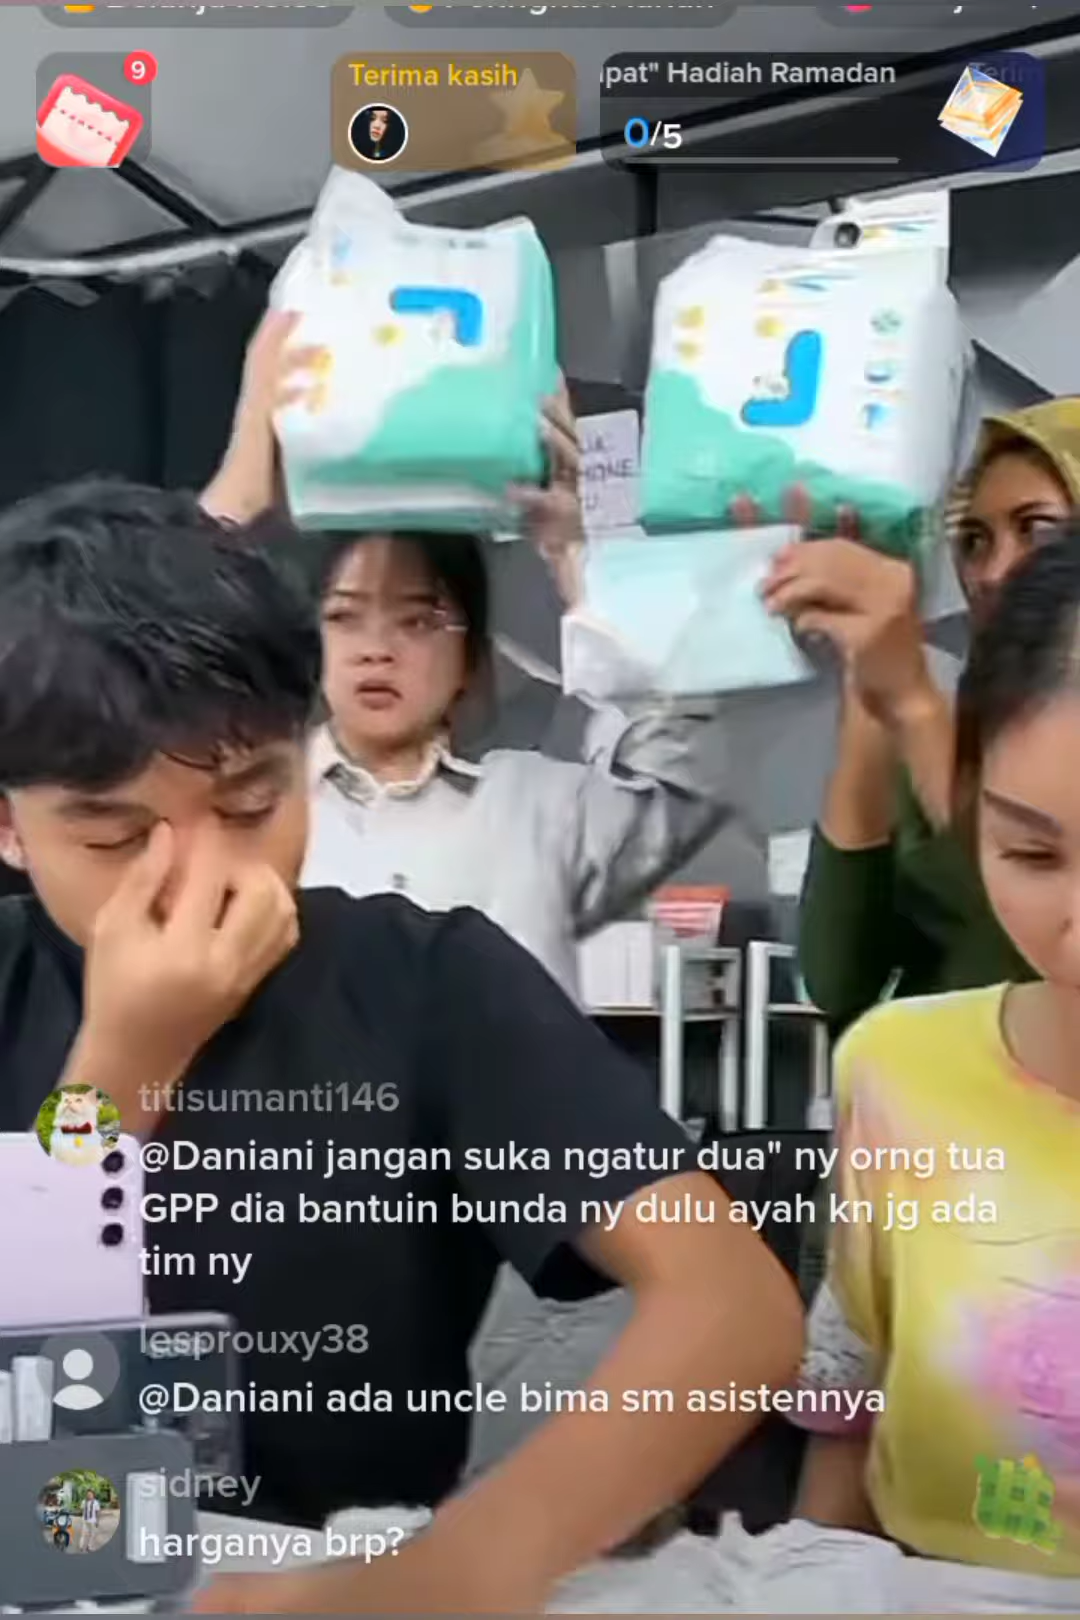 9
Terima kasih
ipat" Hadiah Ramadan
0/5
titisumanti146
@Daniani jangan suka ngatur dua" ny orng tua
GPP dia bantuin bunda ny dulu ayah kn jg ada
tim ny
lesprouxy38
@Daniani ada uncle bima sm asistennya
sidney
harganya brp?